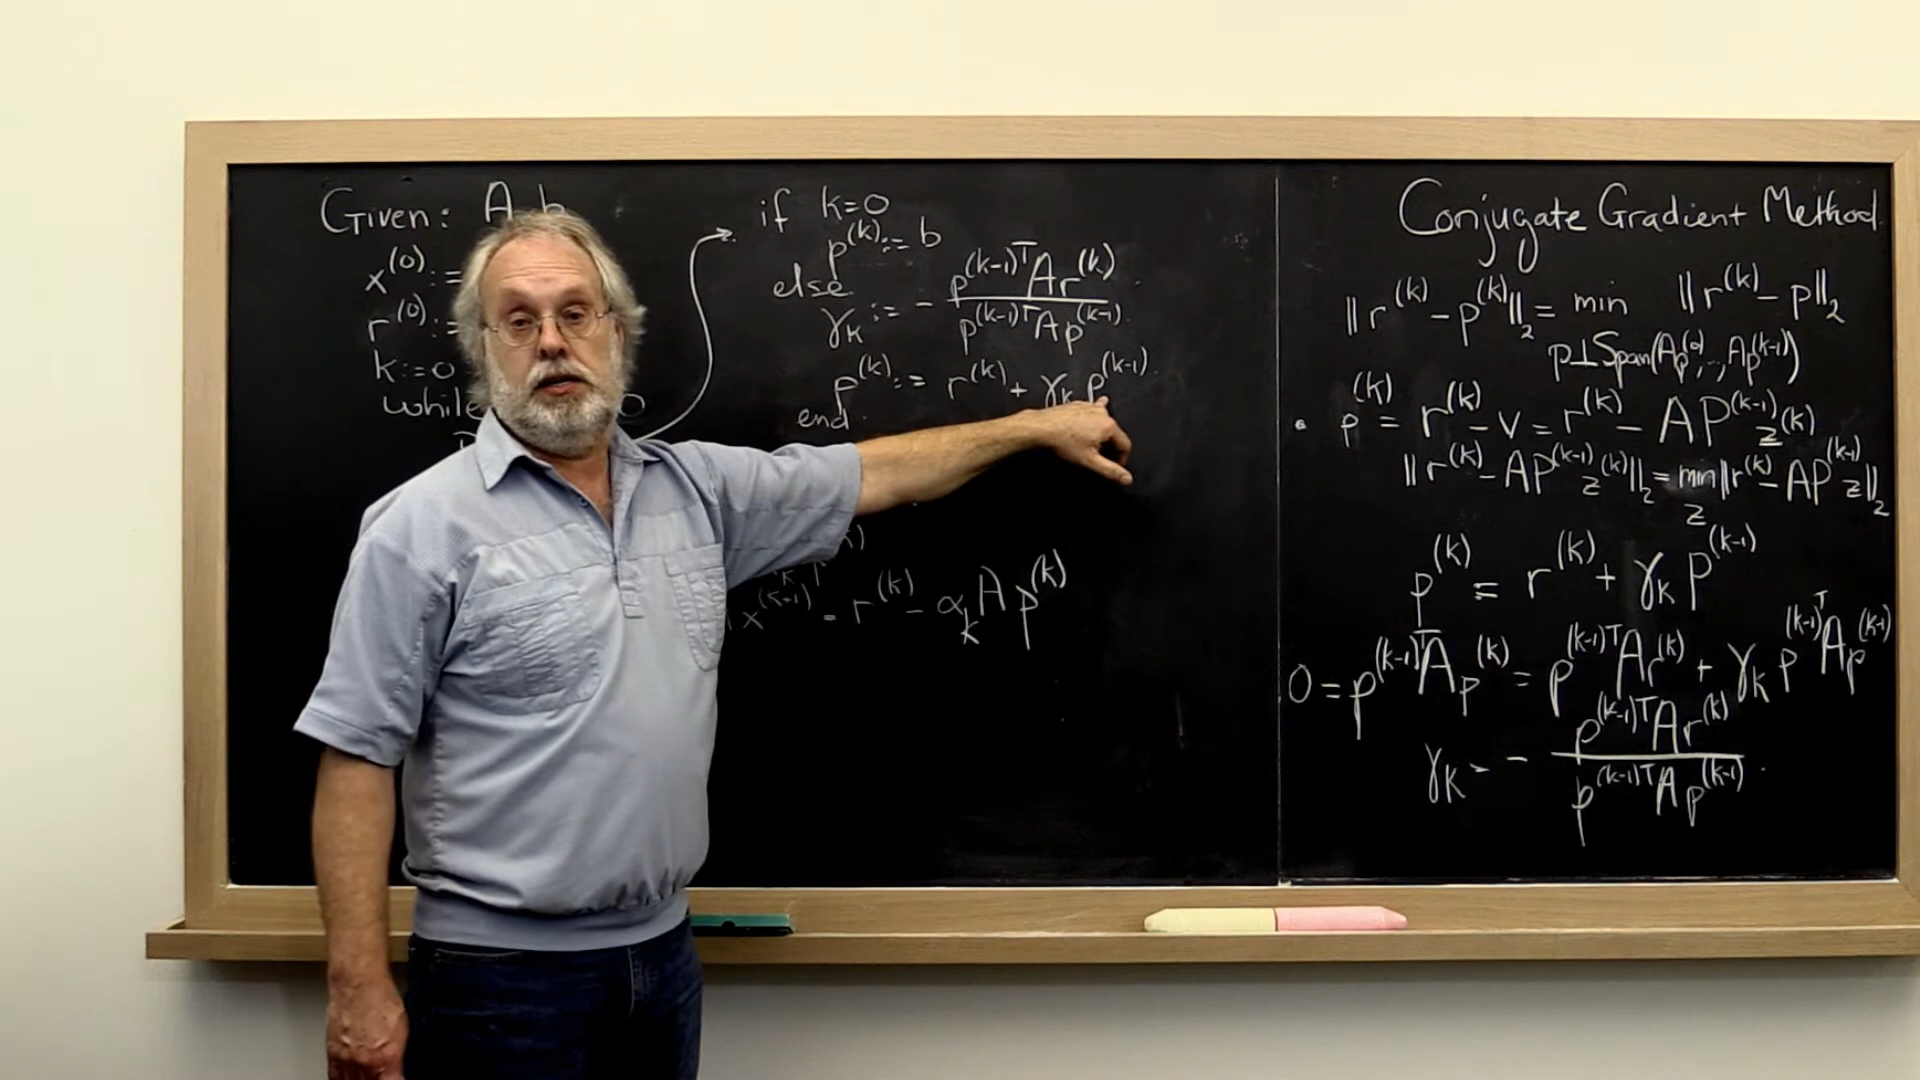 Given: A
x^(0) :=
r^(0) :=
k := 0
while 0
if k=0
p^(k) := b
else
γ_k := - p^(k-1)T A r^(k) / p^(k-1)T A p^(k-1)
p^(k) := r^(k) + γ_k p^(k-1).
end
x^(k+1) = r^(k) - α_k A p^(k)
Conjugate Gradient Method
‖r^(k) - p^(k)‖_2 = min ‖r^(k) - p‖_2
p ⊥ Span(Ap^(0), ..., Ap^(k-1))
• p^(k) = r^(k) - v = r^(k) - AP^(k-1) z^(k)
‖r^(k) - AP^(k-1) z^(k)‖_2 = min_z ‖r^(k) - AP^(k-1) z‖_2
p^(k) = r^(k) + γ_k p^(k-1)
0 = p^(k-1)T A p^(k) = p^(k-1)T A r^(k) + γ_k p^(k-1)T A p^(k-1)
γ_k = - p^(k-1)T A r^(k) / p^(k-1)T A p^(k-1).